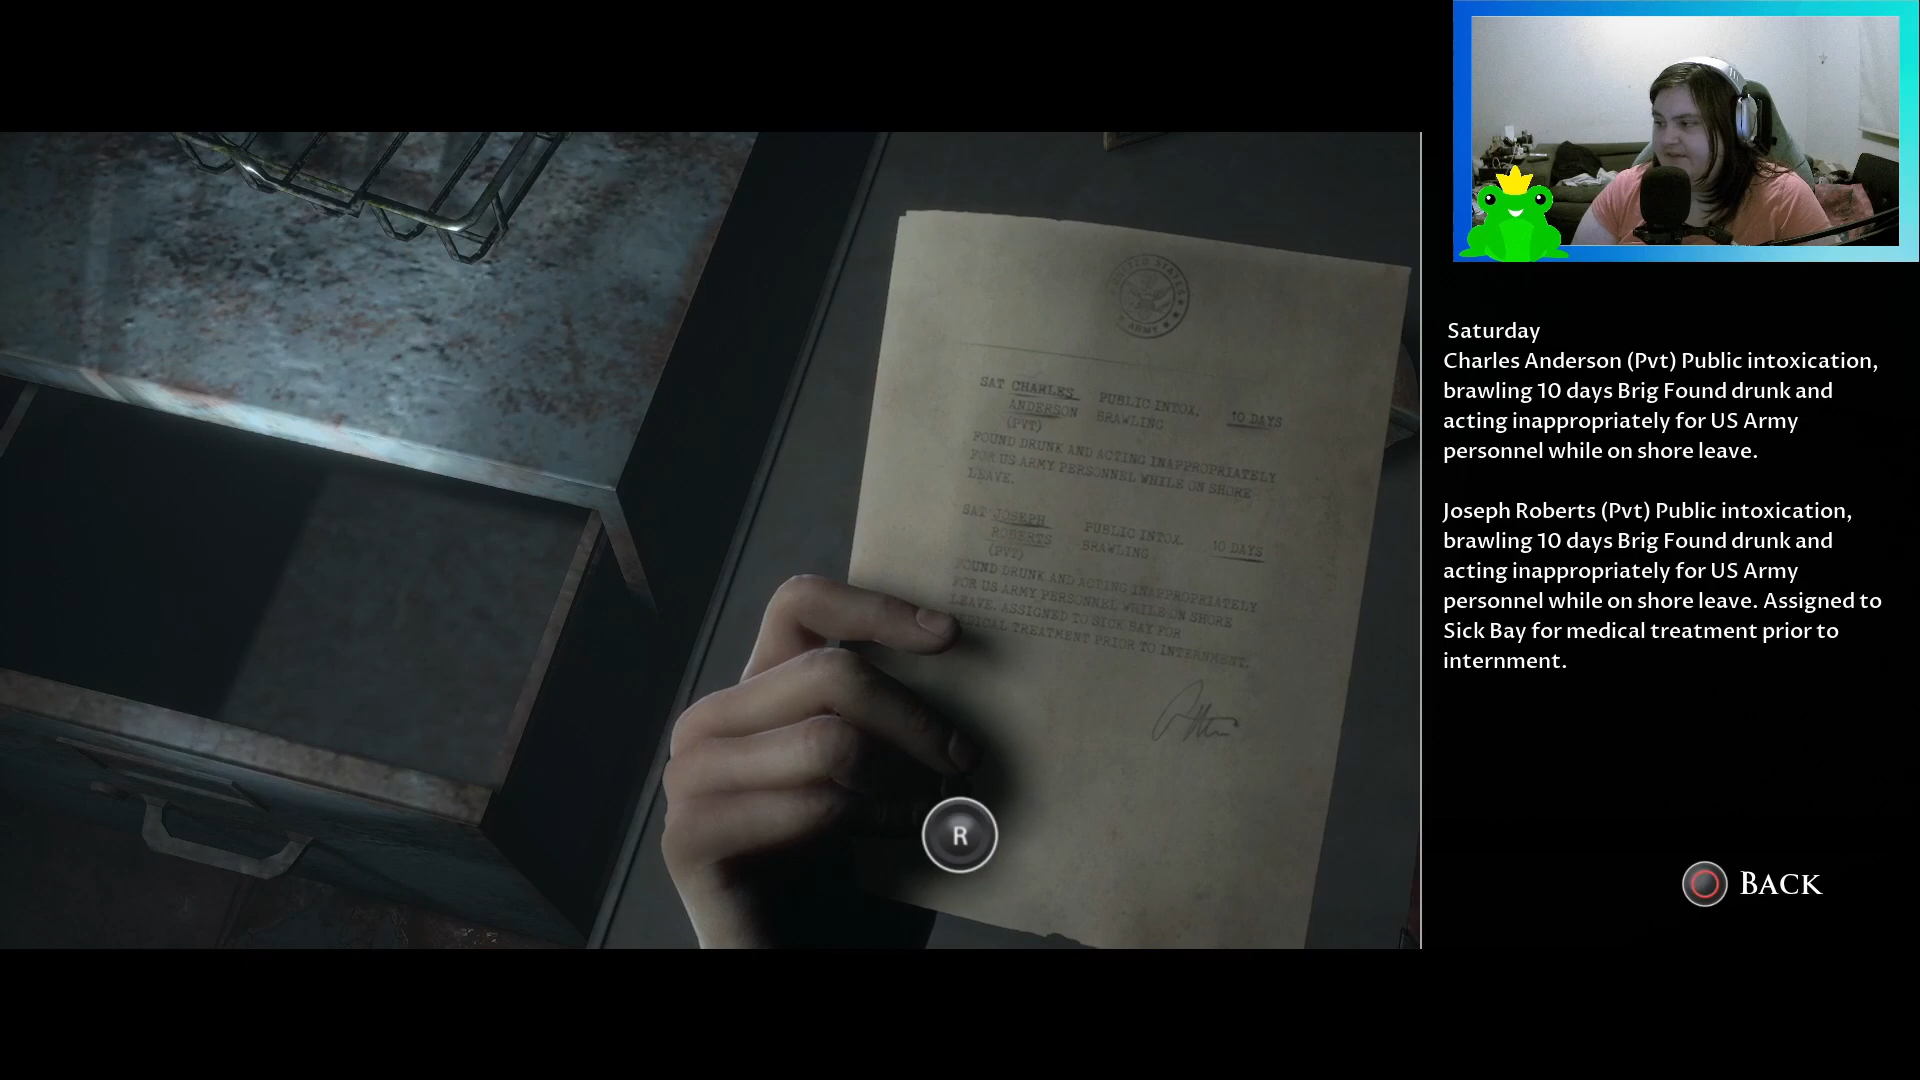 UNITED STATES
ARMY
SAT CHARLES PUBLIC INTOX. 10 DAYS
ANDERSON BRAWLING
(PVT)
FOUND DRUNK AND ACTING INAPPROPRIATELY
FOR US ARMY PERSONNEL WHILE ON SHORE
LEAVE.
SAT JOSEPH PUBLIC INTOX. 10 DAYS
ROBERTS BRAWLING
(PVT)
FOUND DRUNK AND ACTING INAPPROPRIATELY
FOR US ARMY PERSONNEL WHILE ON SHORE
LEAVE. ASSIGNED TO SICK BAY FOR
MEDICAL TREATMENT PRIOR TO INTERNMENT.
R
Saturday
Charles Anderson (Pvt) Public intoxication,
brawling 10 days Brig Found drunk and
acting inappropriately for US Army
personnel while on shore leave.
Joseph Roberts (Pvt) Public intoxication,
brawling 10 days Brig Found drunk and
acting inappropriately for US Army
personnel while on shore leave. Assigned to
Sick Bay for medical treatment prior to
internment.
BACK